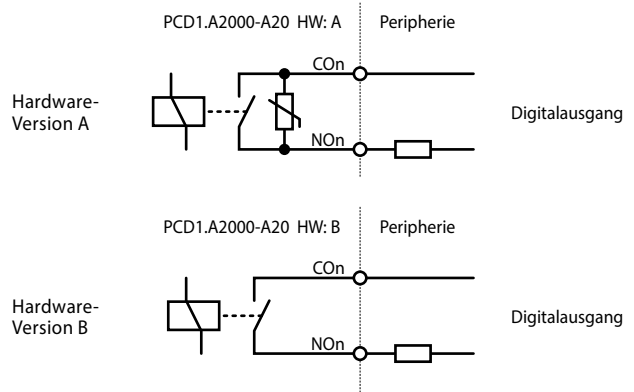 PCD1.A2000-A20 HW: A Peripherie
COn
Hardware-
Version A
Digitalausgang
NOn
PCD1.A2000-A20 HW: B Peripherie
COn
Hardware-
Version B
Digitalausgang
NOn